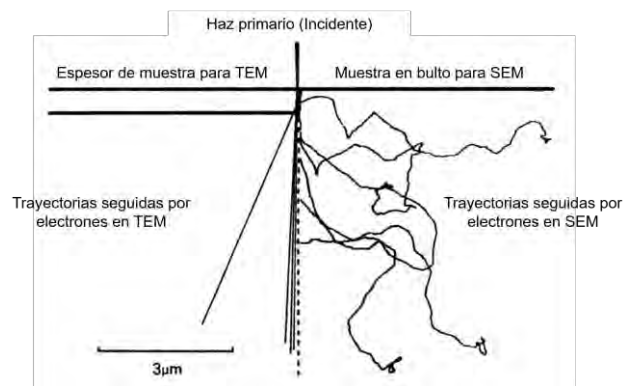 Haz primario (Incidente)
Espesor de muestra para TEM
Muestra en bulto para SEM
Trayectorias seguidas por
electrones en TEM
Trayectorias seguidas por
electrones en SEM
3μm